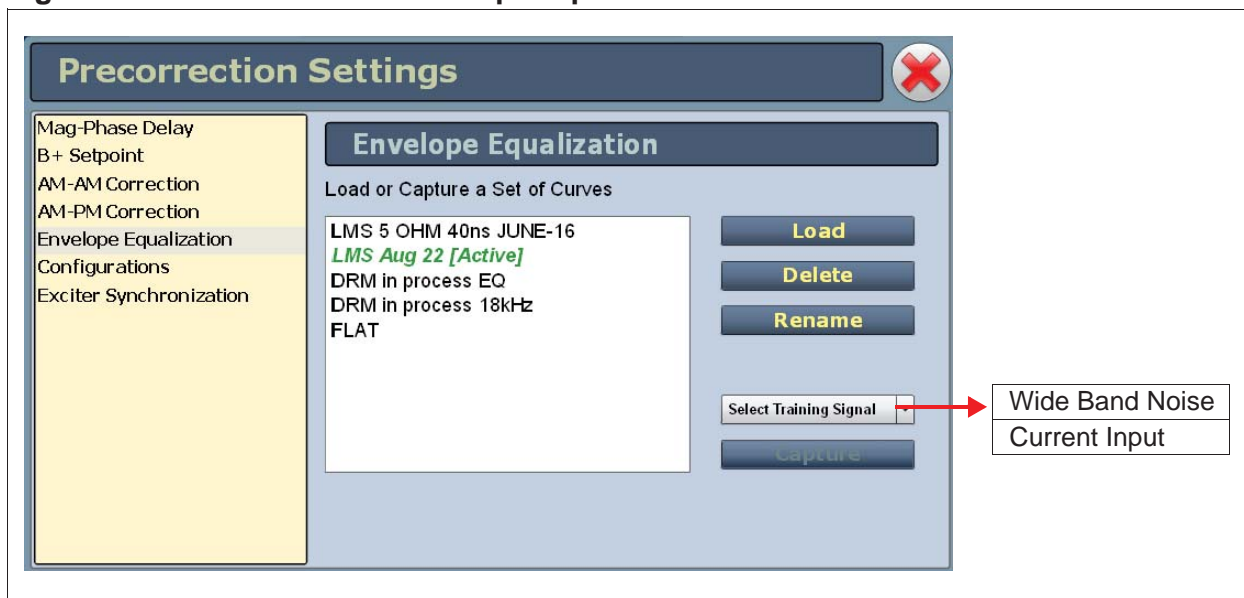 Precorrection Settings
Mag-Phase Delay
B+ Setpoint
AM-AM Correction
AM-PM Correction
Envelope Equalization
Configurations
Exciter Synchronization
Envelope Equalization
Load or Capture a Set of Curves
LMS 5 OHM 40ns JUNE-16
LMS Aug 22 [Active]
DRM in process EQ
DRM in process 18kHz
FLAT
Load
Delete
Rename
Select Training Signal
Capture
Wide Band Noise
Current Input